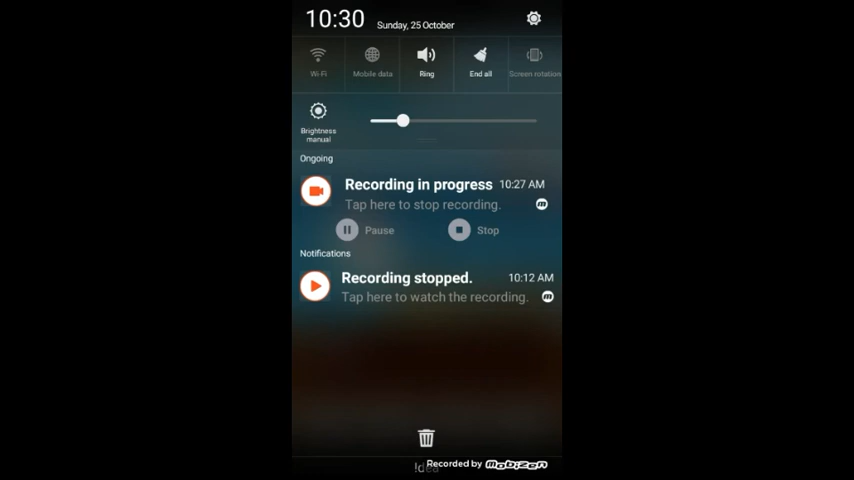 10:30 Sunday, 25 October
Wi-Fi Mobile data Ring End all Screen rotation
Brightness
manual
Ongoing
Recording in progress 10:27 AM
Tap here to stop recording.
Pause Stop
Notifications
Recording stopped. 10:12 AM
Tap here to watch the recording.
Recorded by mobizen